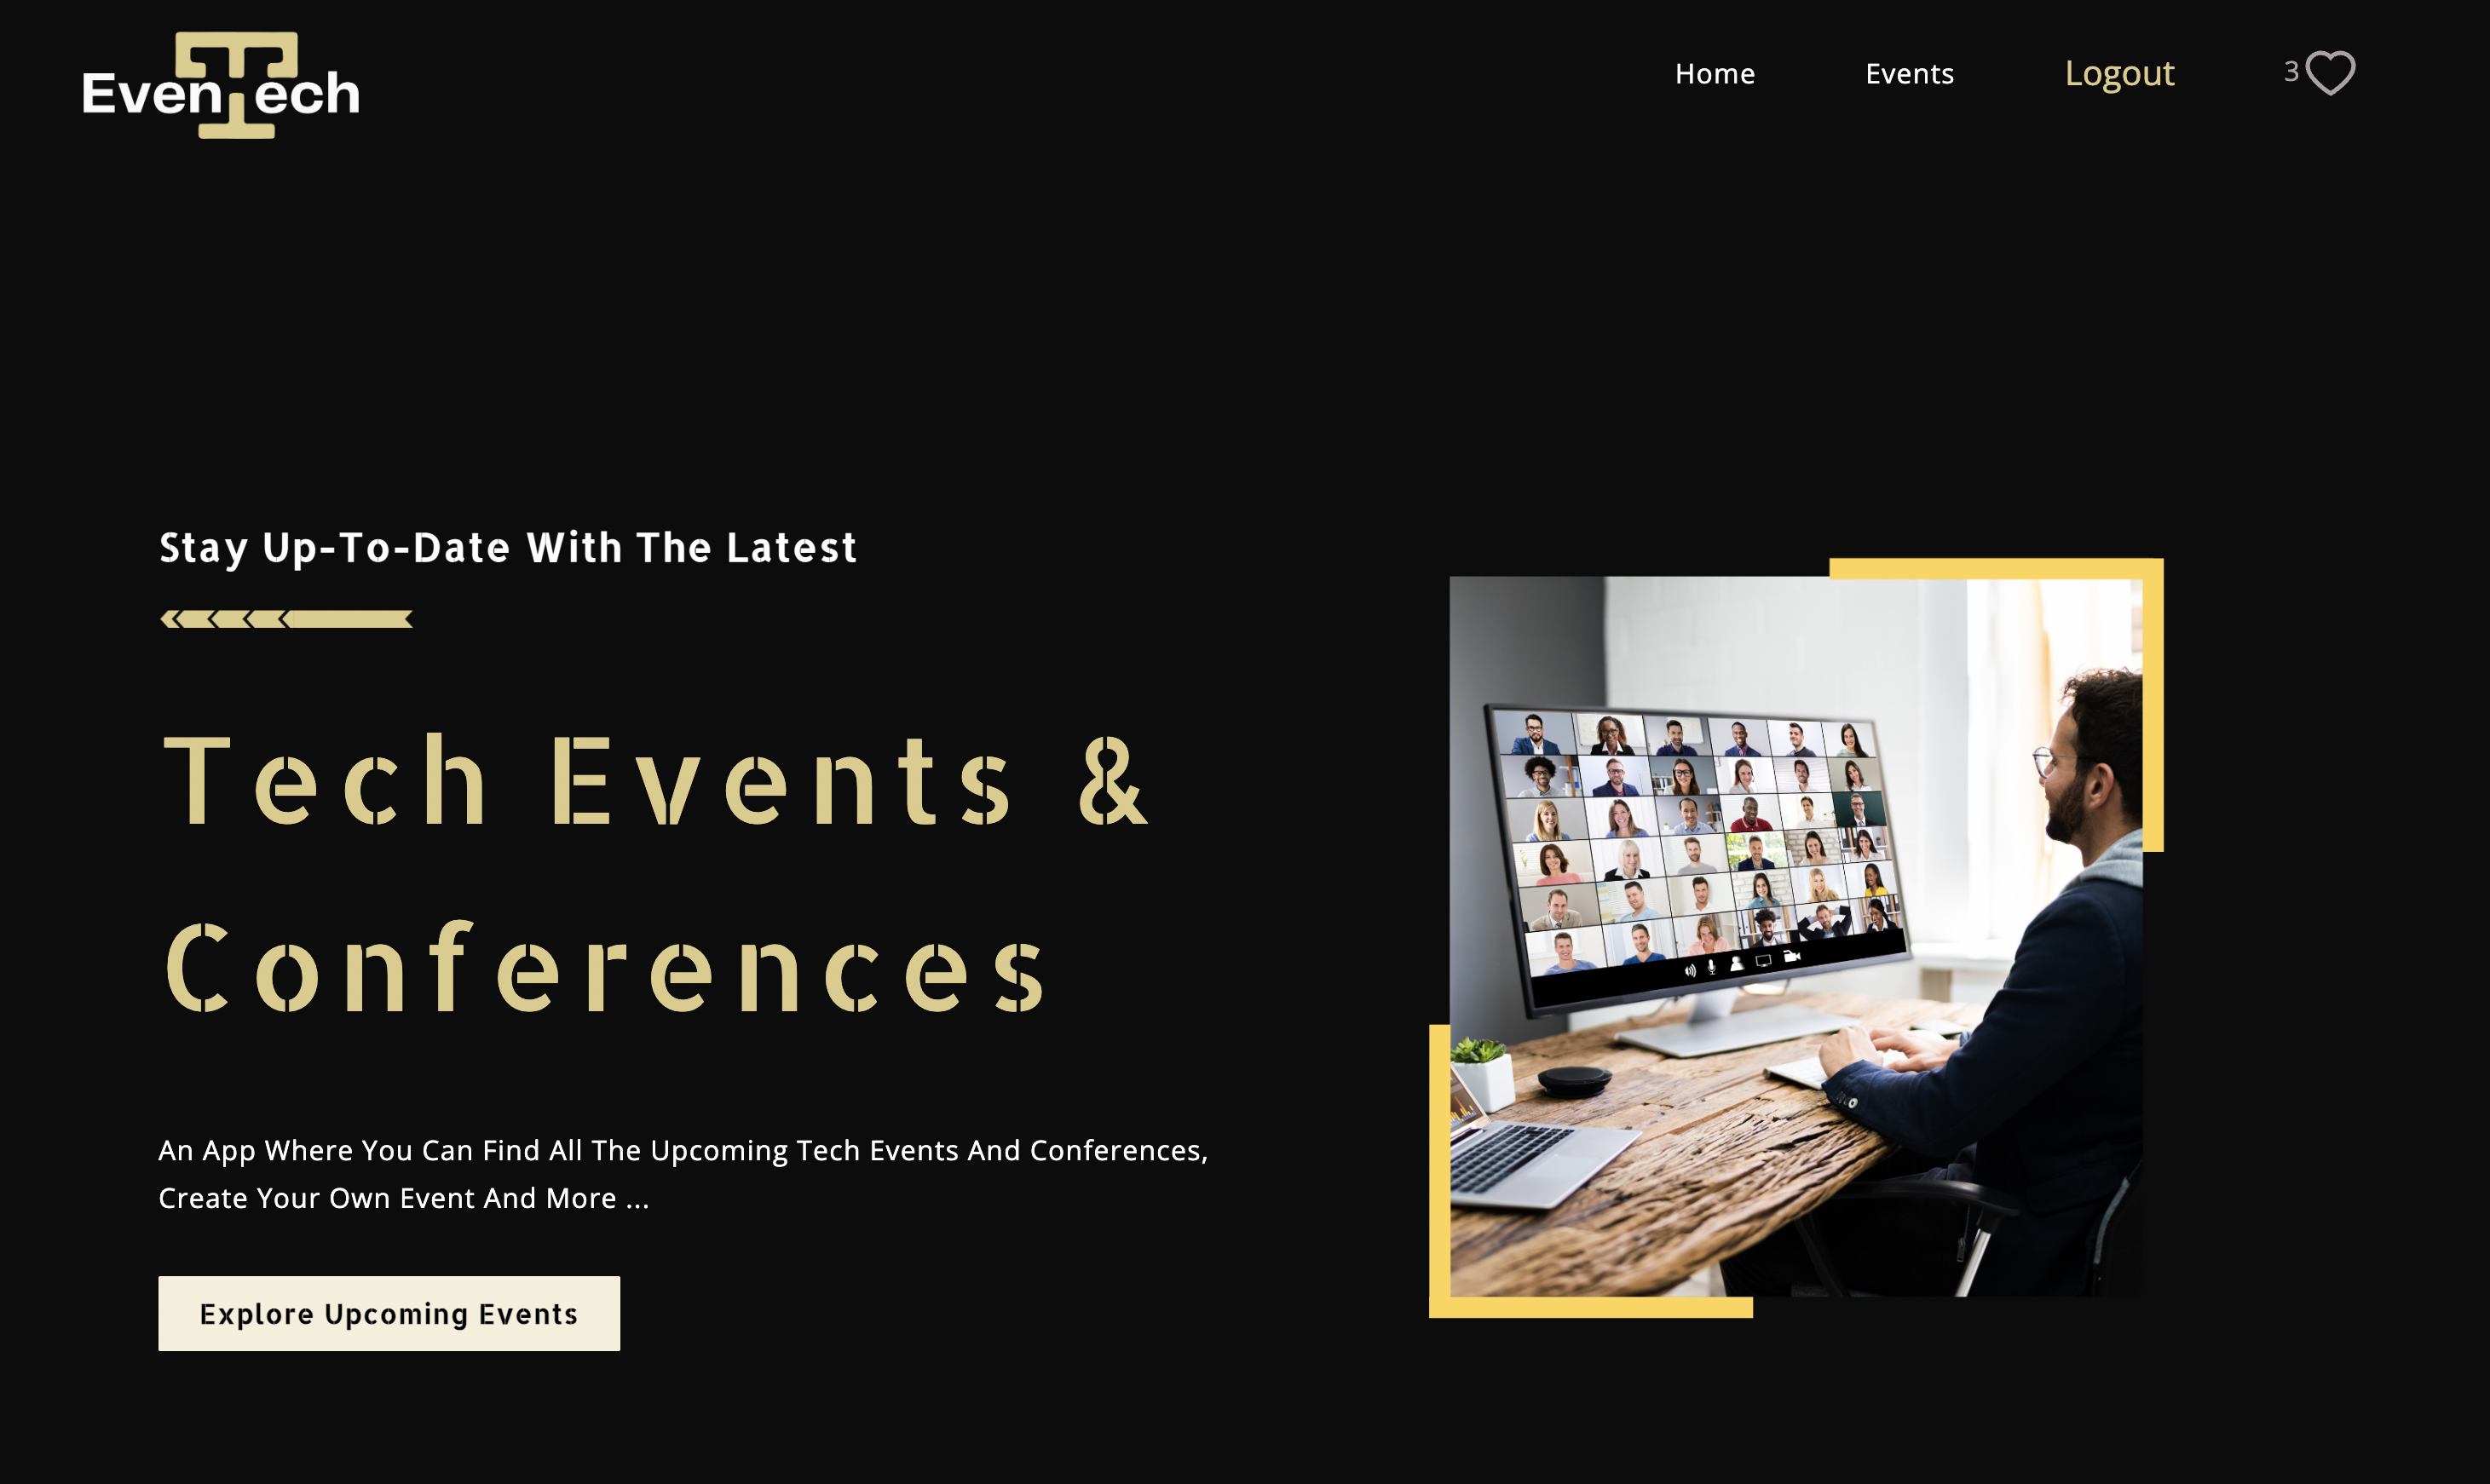 EvenTech
Home Events Logout 3
Stay Up-To-Date With The Latest
Tech Events &
Conferences
An App Where You Can Find All The Upcoming Tech Events And Conferences,
Create Your Own Event And More ...
Explore Upcoming Events